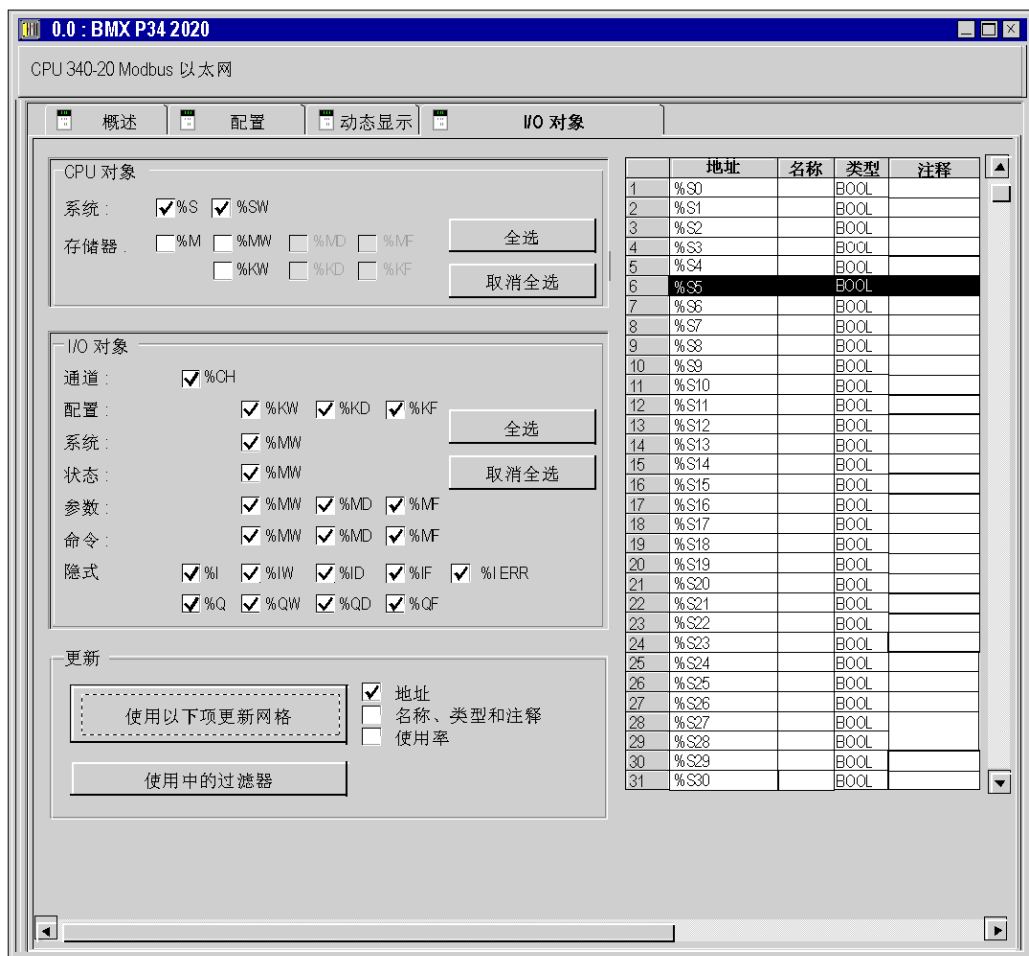 0.0 : BMX P34 2020
CPU 340-20 Modbus 以太网
概述 配置 动态显示 I/O 对象
CPU 对象
系统 : %S %SW
存储器 . %M %MW %MD %MF
%KW %KD %KF
全选
取消全选
I/O 对象
通道 : %CH
配置 : %KW %KD %KF
系统 : %MW
状态 : %MW
参数 : %MW %MD %MF
命令 : %MW %MD %MF
隐式 %I %IW %ID %IF %I ERR
%Q %QW %QD %QF
全选
取消全选
更新
使用以下项更新网格
地址
名称、类型和注释
使用率
使用中的过滤器
地址 名称 类型 注释
1 %S0 BOOL
2 %S1 BOOL
3 %S2 BOOL
4 %S3 BOOL
5 %S4 BOOL
6 %S5 BOOL
7 %S6 BOOL
8 %S7 BOOL
9 %S8 BOOL
10 %S9 BOOL
11 %S10 BOOL
12 %S11 BOOL
13 %S12 BOOL
14 %S13 BOOL
15 %S14 BOOL
16 %S15 BOOL
17 %S16 BOOL
18 %S17 BOOL
19 %S18 BOOL
20 %S19 BOOL
21 %S20 BOOL
22 %S21 BOOL
23 %S22 BOOL
24 %S23 BOOL
25 %S24 BOOL
26 %S25 BOOL
27 %S26 BOOL
28 %S27 BOOL
29 %S28 BOOL
30 %S29 BOOL
31 %S30 BOOL